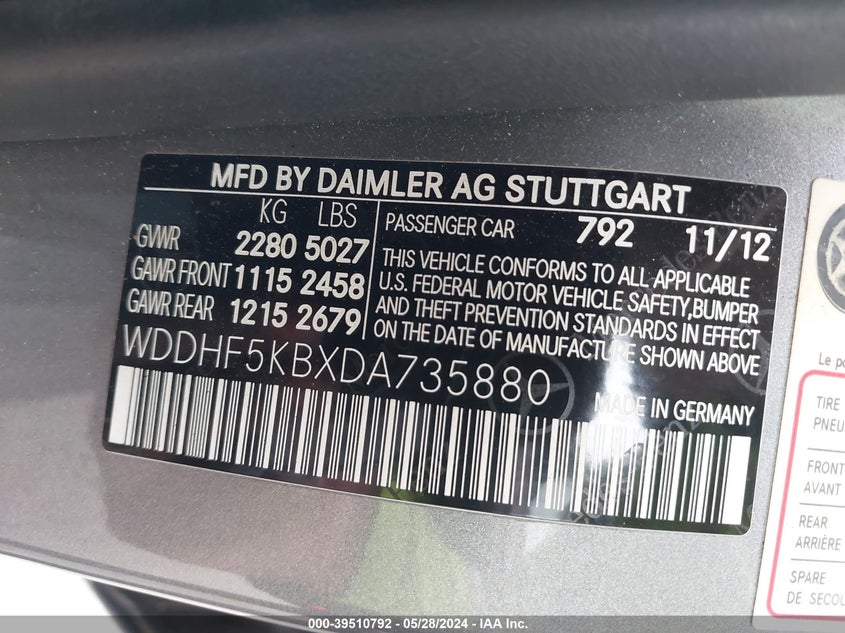 MFD BY DAIMLER AG STUTTGART
KG LBS
GVWR 2280 5027
GAWR FRONT 1115 2458
GAWR REAR 1215 2679
PASSENGER CAR 792 11/12
THIS VEHICLE CONFORMS TO ALL APPLICABLE
U.S. FEDERAL MOTOR VEHICLE SAFETY, BUMPER
AND THEFT PREVENTION STANDARDS IN EFFECT
ON THE DATE OF MANUFACTURE SHOWN ABOVE
WDDHF5KBXDA735880
MADE IN GERMANY
Le
TIRE
FRONT
AVANT
REAR
ARRIÈRE
SPARE
DE
000-39510792 - 05/28/2024 - IAA Inc.